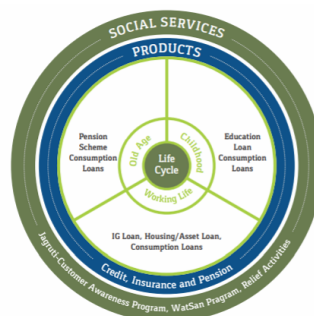 SOCIAL SERVICES
PRODUCTS
Pension
Scheme
Consumption
Loans
Education
Loan
Consumption
Loans
Old Age
Childhood
Life
Cycle
Working Life
IG Loan, Housing/Asset Loan,
Consumption Loans
Credit, Insurance and Pension
Jagruti-Customer Awareness Program, WatSan Pragram, Relief Activities